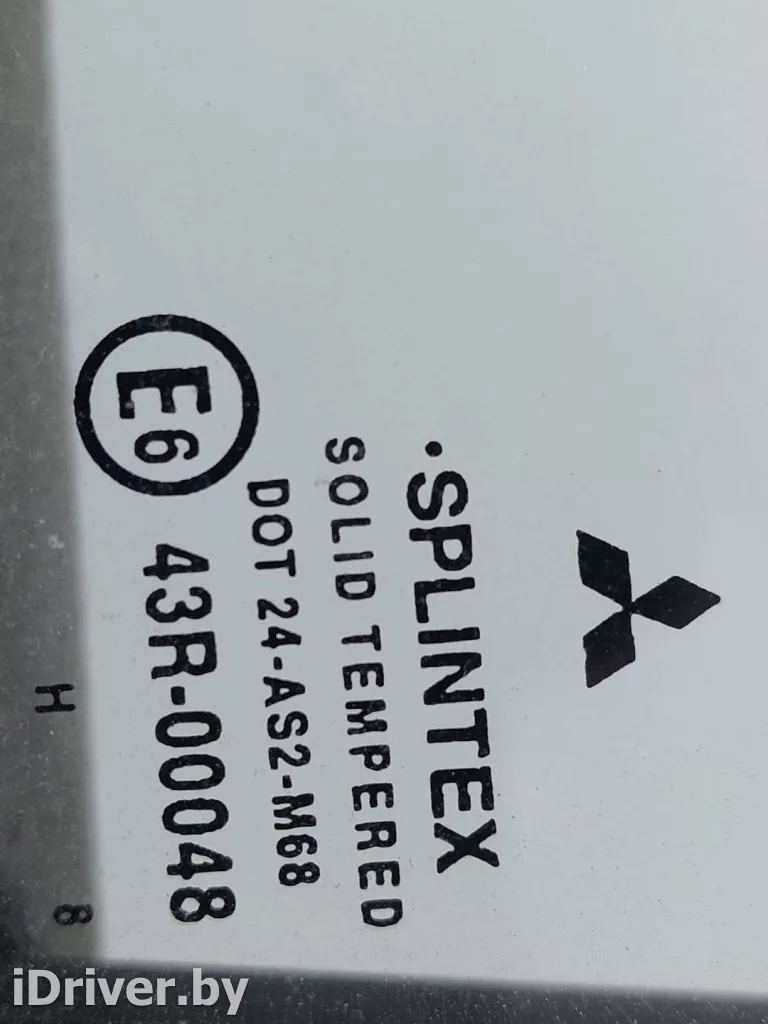 ·SPLINTEX
SOLID TEMPERED
DOT 24-AS2-M68
E6 43R-00048
H 8
iDriver.by